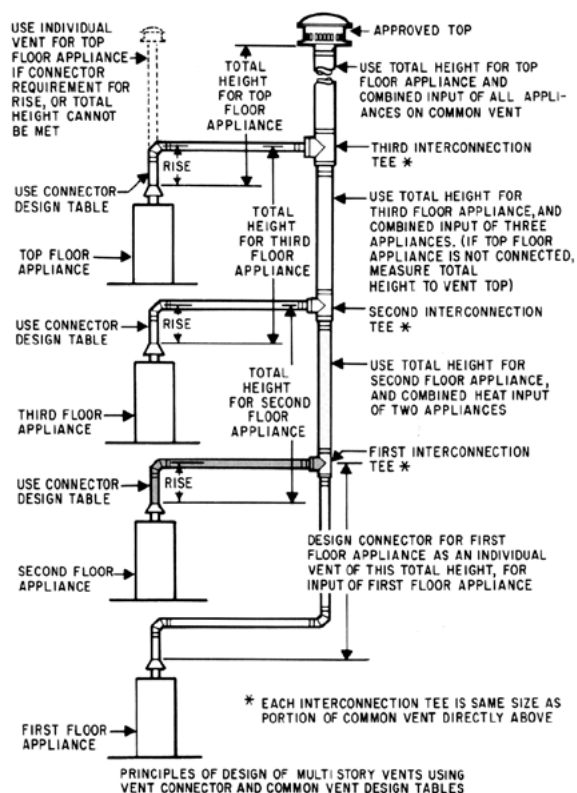 USE INDIVIDUAL
VENT FOR TOP
FLOOR APPLIANCE
IF CONNECTOR
REQUIREMENT FOR
RISE, OR TOTAL
HEIGHT CANNOT
BE MET
TOTAL
HEIGHT
FOR TOP
FLOOR
APPLIANCE
APPROVED TOP
USE TOTAL HEIGHT FOR TOP
FLOOR APPLIANCE AND
COMBINED INPUT OF ALL APPLI-
ANCES ON COMMON VENT
THIRD INTERCONNECTION
TEE *
RISE
USE CONNECTOR
DESIGN TABLE
TOP FLOOR
APPLIANCE
TOTAL
HEIGHT
FOR THIRD
FLOOR
APPLIANCE
USE TOTAL HEIGHT FOR
THIRD FLOOR APPLIANCE, AND
COMBINED INPUT OF THREE
APPLIANCES. (IF TOP FLOOR
APPLIANCE IS NOT CONNECTED,
MEASURE TOTAL
HEIGHT TO VENT TOP)
SECOND INTERCONNECTION
TEE *
USE CONNECTOR
DESIGN TABLE
RISE
THIRD FLOOR
APPLIANCE
TOTAL
HEIGHT
FOR SECOND
FLOOR
APPLIANCE
USE TOTAL HEIGHT FOR
SECOND FLOOR APPLIANCE,
AND COMBINED HEAT INPUT
OF TWO APPLIANCES
FIRST INTERCONNECTION
TEE *
USE CONNECTOR
DESIGN TABLE
RISE
SECOND FLOOR
APPLIANCE
DESIGN CONNECTOR FOR FIRST
FLOOR APPLIANCE AS AN INDIVIDUAL
VENT OF THIS TOTAL HEIGHT, FOR
INPUT OF FIRST FLOOR APPLIANCE
FIRST FLOOR
APPLIANCE
* EACH INTERCONNECTION TEE IS SAME SIZE AS
PORTION OF COMMON VENT DIRECTLY ABOVE
PRINCIPLES OF DESIGN OF MULTI STORY VENTS USING
VENT CONNECTOR AND COMMON VENT DESIGN TABLES